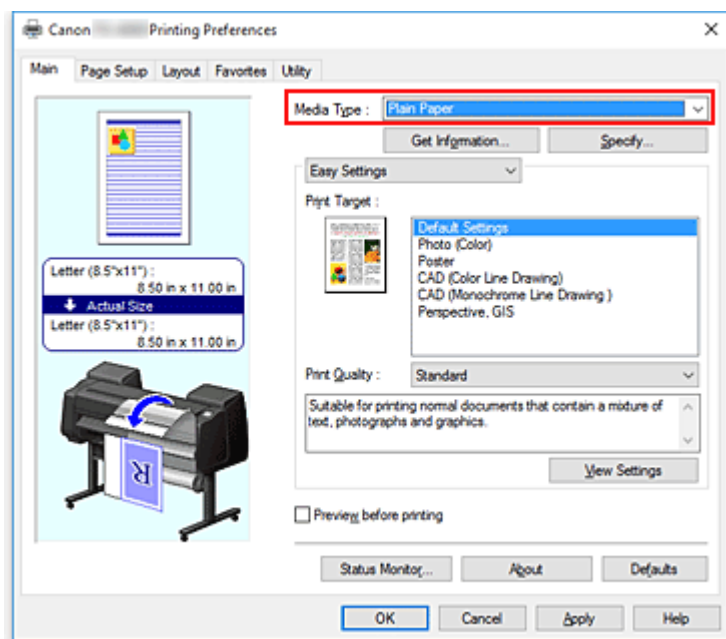 Canon Printing Preferences
Main Page Setup Layout Favorites Utility
Media Type : Plain Paper
Get Information... Specify...
Easy Settings
Print Target :
Default Settings
Photo (Color)
Poster
CAD (Color Line Drawing)
CAD (Monochrome Line Drawing )
Perspective, GIS
Letter (8.5"x11") :
8.50 in x 11.00 in
Actual Size
Letter (8.5"x11") :
8.50 in x 11.00 in
R
Print Quality : Standard
Suitable for printing normal documents that contain a mixture of
text, photographs and graphics.
View Settings
Preview before printing
Status Monitor... About Defaults
OK Cancel Apply Help